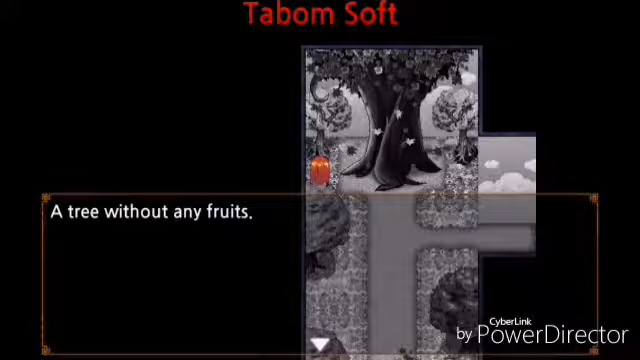 Tabom Soft
A tree without any fruits.
CyberLink
by PowerDirector